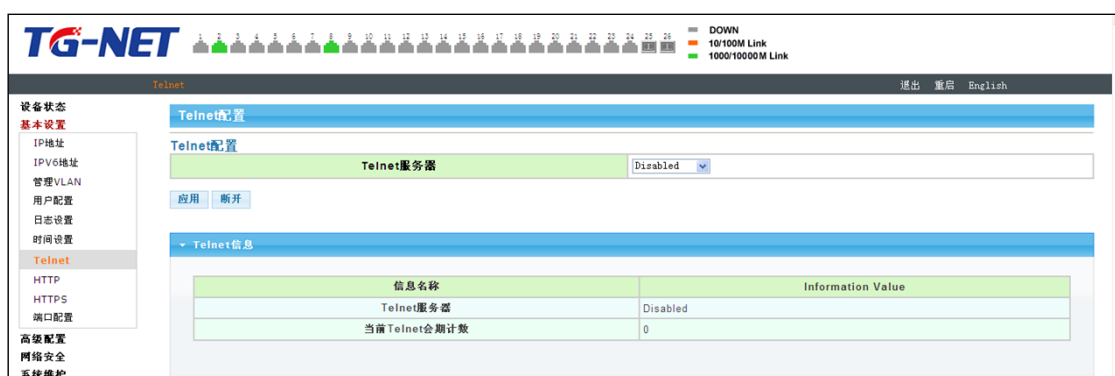 TG-NET
1 2 3 4 5 6 7 8 9 10 11 12 13 14 15 16 17 18 19 20 21 22 23 24 25 26
DOWN
10/100M Link
1000/10000M Link
Telnet 退出 重启 English
设备状态
基本设置
IP地址
IPV6地址
管理VLAN
用户配置
日志设置
时间设置
Telnet
HTTP
HTTPS
端口配置
高级配置
网络安全
系统维护
Telnet配置
Telnet配置
Telnet服务器 Disabled
应用 断开
Telnet信息
信息名称 Information Value
Telnet服务器 Disabled
当前Telnet会期计数 0